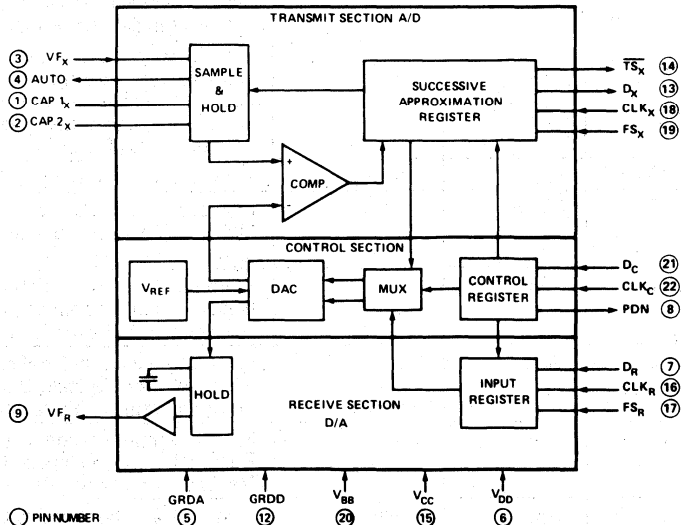 TRANSMIT SECTION A/D
3 VFX
4 AUTO
1 CAP 1X
2 CAP 2X
SAMPLE
&
HOLD
SUCCESSIVE
APPROXIMATION
REGISTER
TSX 14
DX 13
CLKX 18
FSX 19
+
COMP.
−
CONTROL SECTION
VREF
DAC
MUX
CONTROL
REGISTER
DC 21
CLKC 22
PDN 8
HOLD
9 VFR
RECEIVE SECTION
D/A
INPUT
REGISTER
DR 7
CLKR 16
FSR 17
GRDA
5
GRDD
12
VBB
20
VCC
15
VDD
6
PIN NUMBER